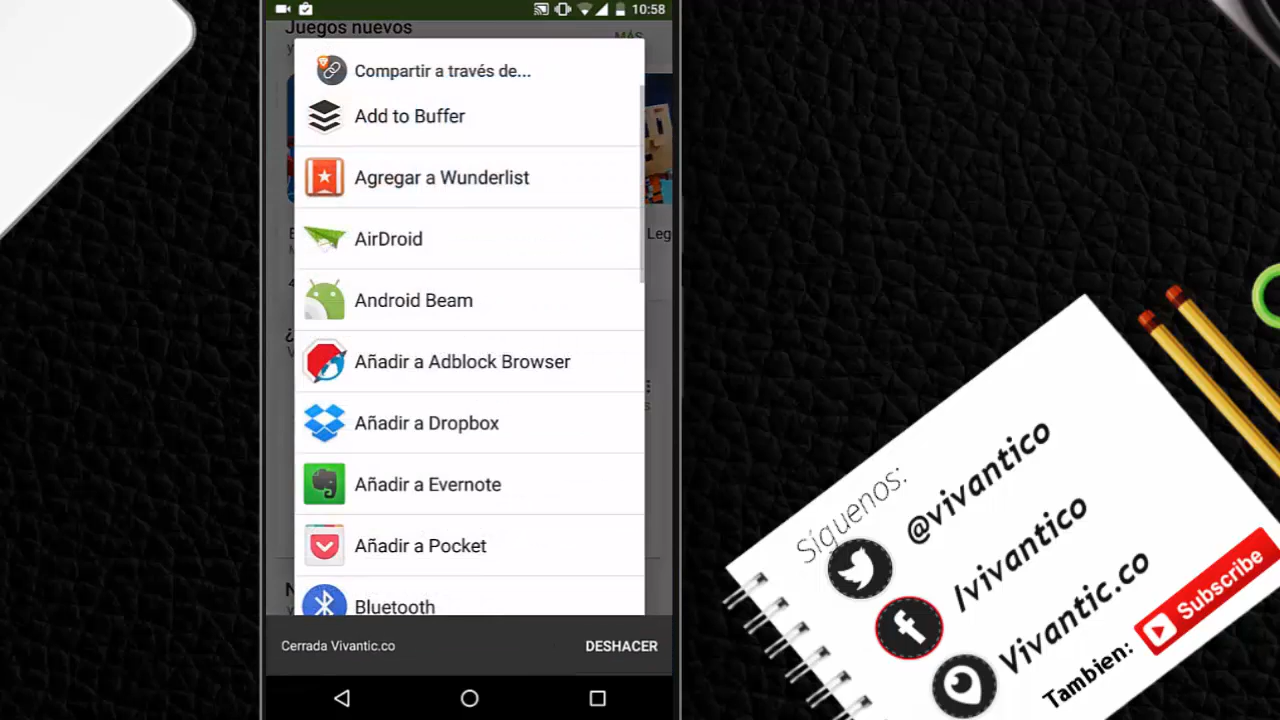 10:58
Juegos nuevos
MÁS
Compartir a través de...
Add to Buffer
Agregar a Wunderlist
AirDroid
Leg
Android Beam
Añadir a Adblock Browser
Añadir a Dropbox
Añadir a Evernote
Añadir a Pocket
Bluetooth
Cerrada Vivantic.co
DESHACER
Síguenos:
@vivantico
/vivantico
Vivantic.co
Tambien:
Subscribe